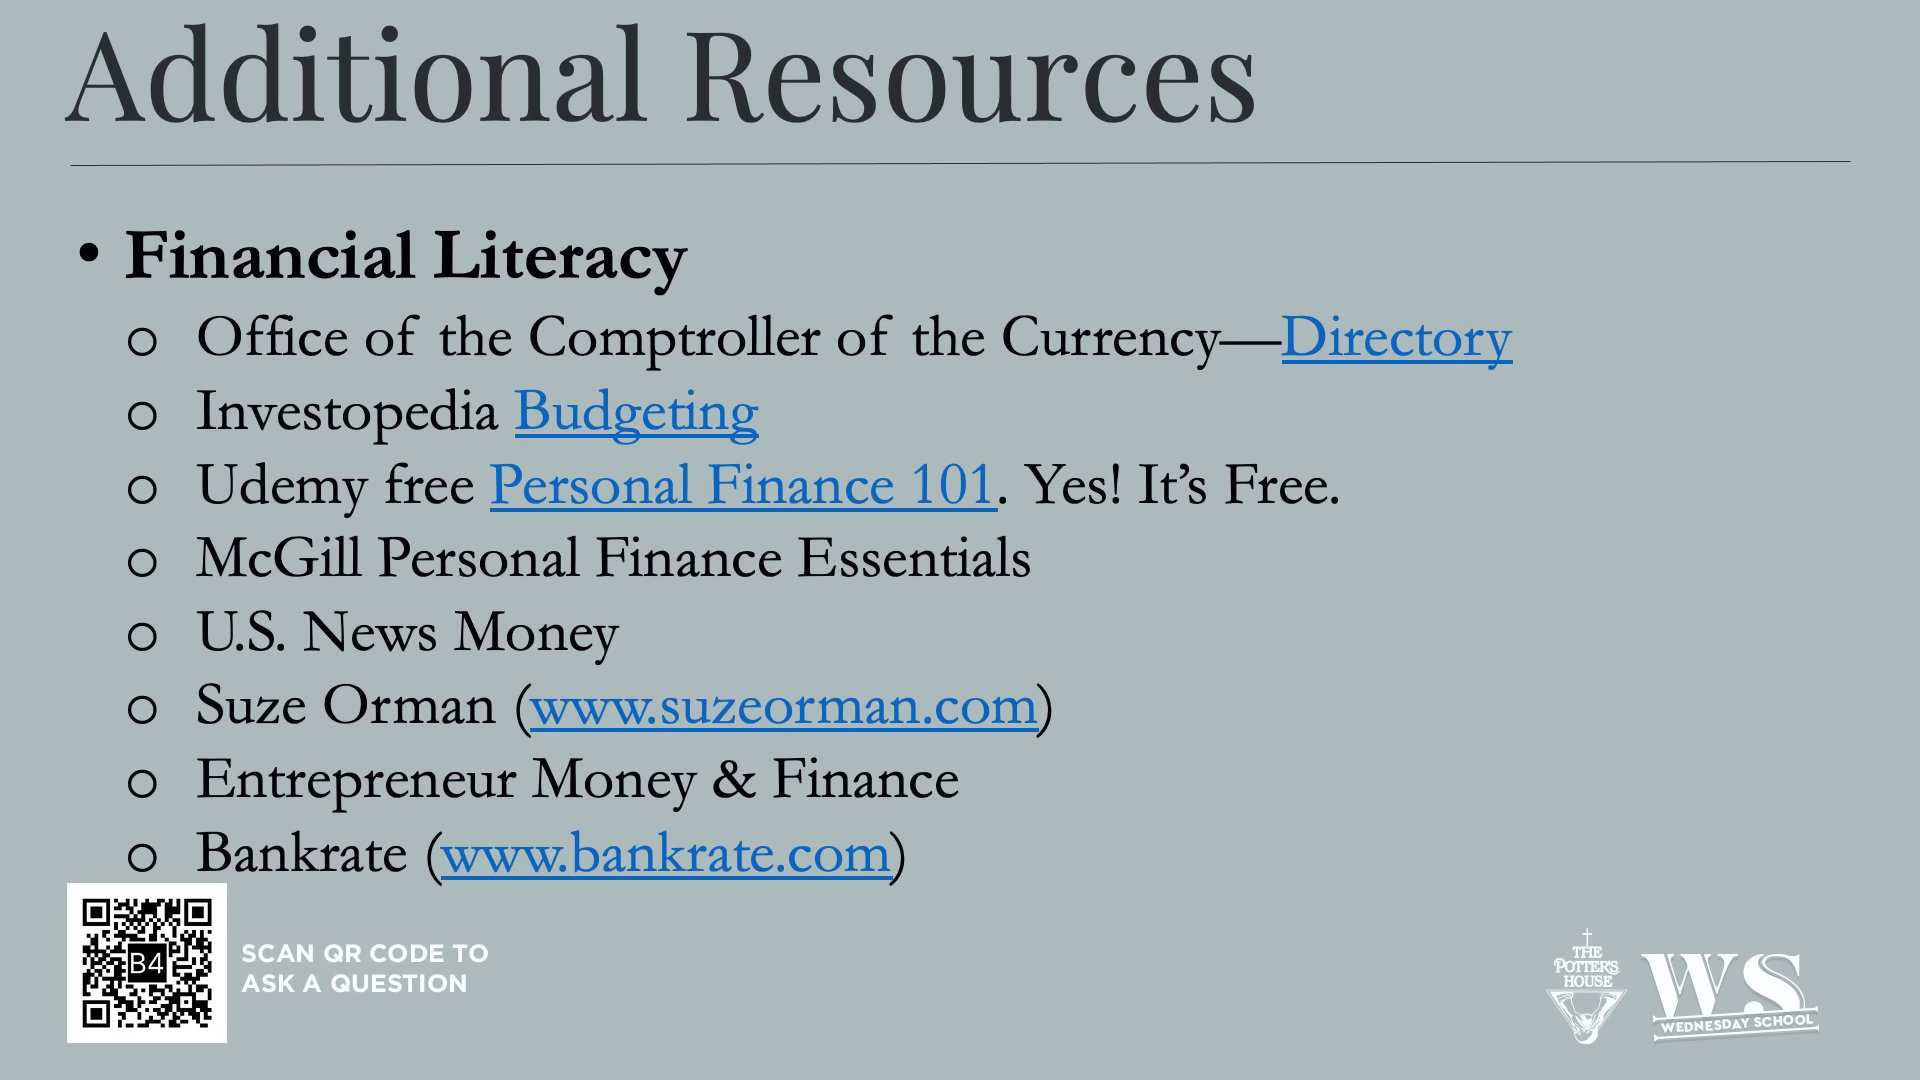 Additional Resources
• Financial Literacy
o Office of the Comptroller of the Currency—Directory
o Investopedia Budgeting
o Udemy free Personal Finance 101. Yes! It’s Free.
o McGill Personal Finance Essentials
o U.S. News Money
o Suze Orman (www.suzeorman.com)
o Entrepreneur Money & Finance
o Bankrate (www.bankrate.com)
B4
SCAN QR CODE TO
ASK A QUESTION
THE
POTTER'S
HOUSE
WS
WEDNESDAY SCHOOL